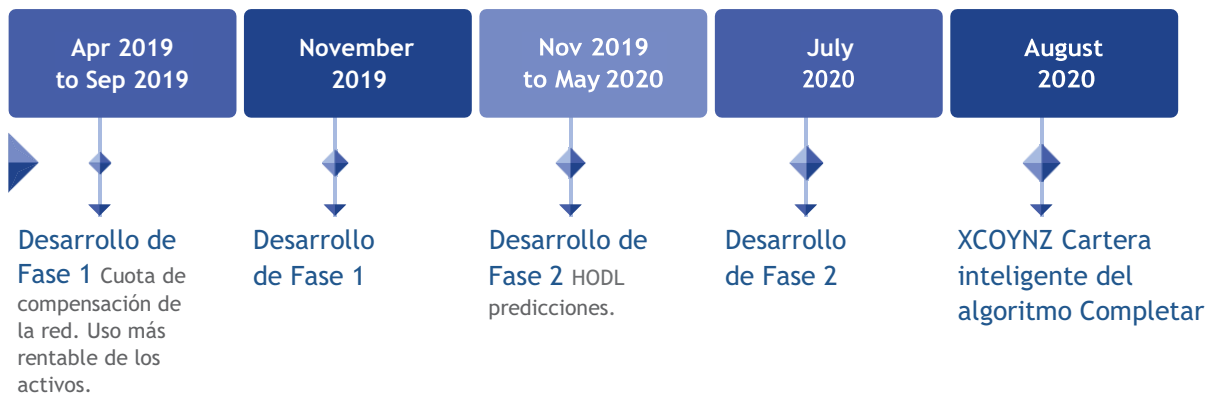 Apr 2019
to Sep 2019
November
2019
Nov 2019
to May 2020
July
2020
August
2020
Desarrollo de
Fase 1 Cuota de
compensación de
la red. Uso más
rentable de los
activos.
Desarrollo
de Fase 1
Desarrollo de
Fase 2 HODL
predicciones.
Desarrollo
de Fase 2
XCOYNZ Cartera
inteligente del
algoritmo Completar